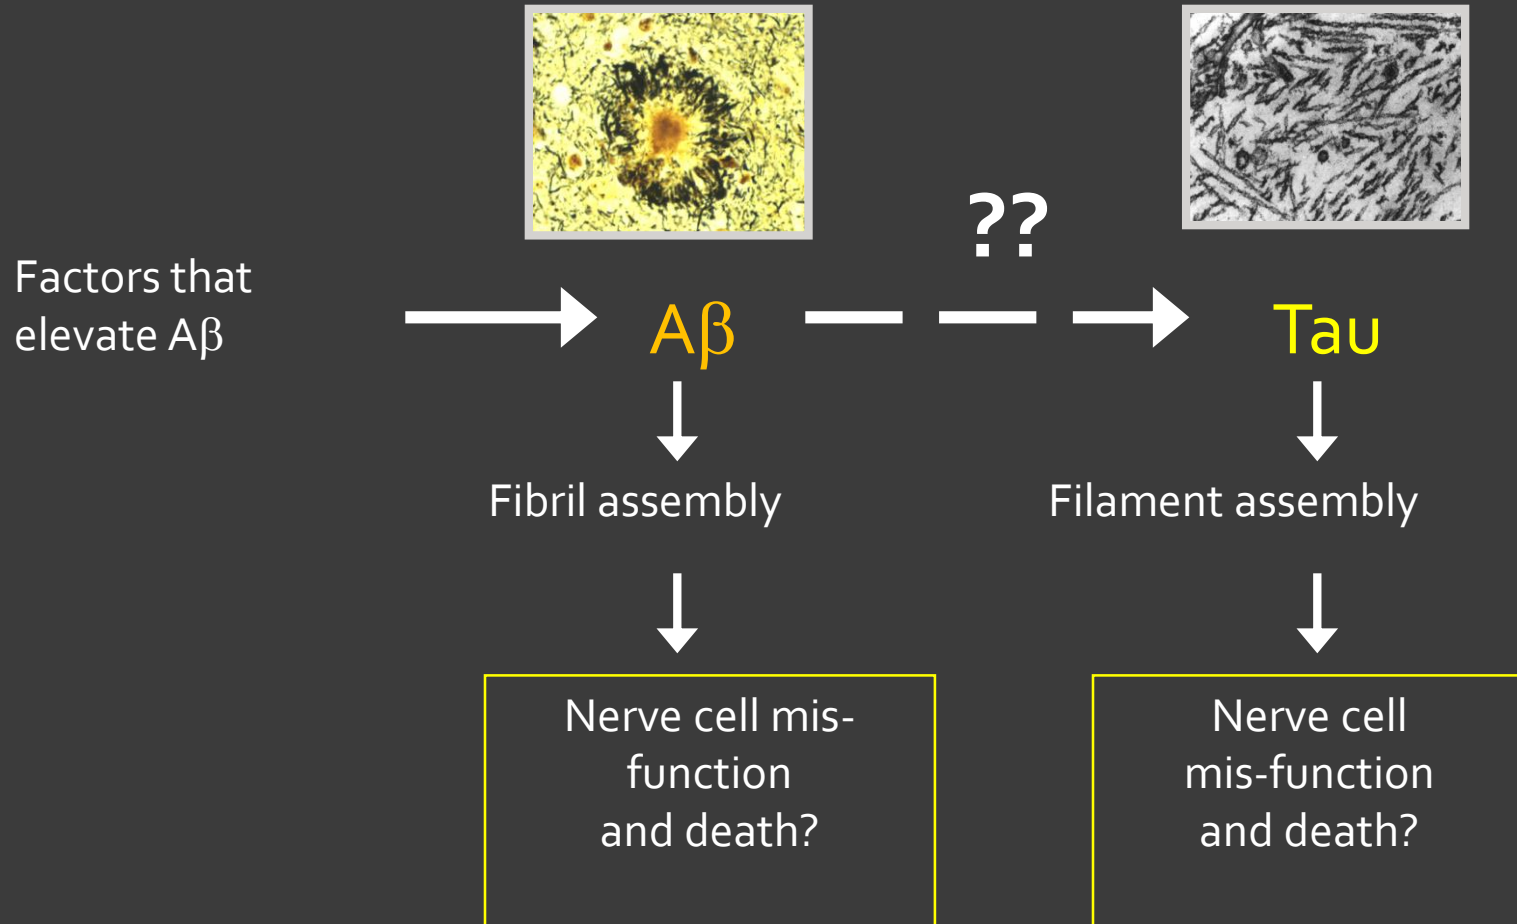 ??
Factors that
elevate Aβ
Aβ
Tau
Fibril assembly
Filament assembly
Nerve cell mis-
function
and death?
Nerve cell
mis-function
and death?